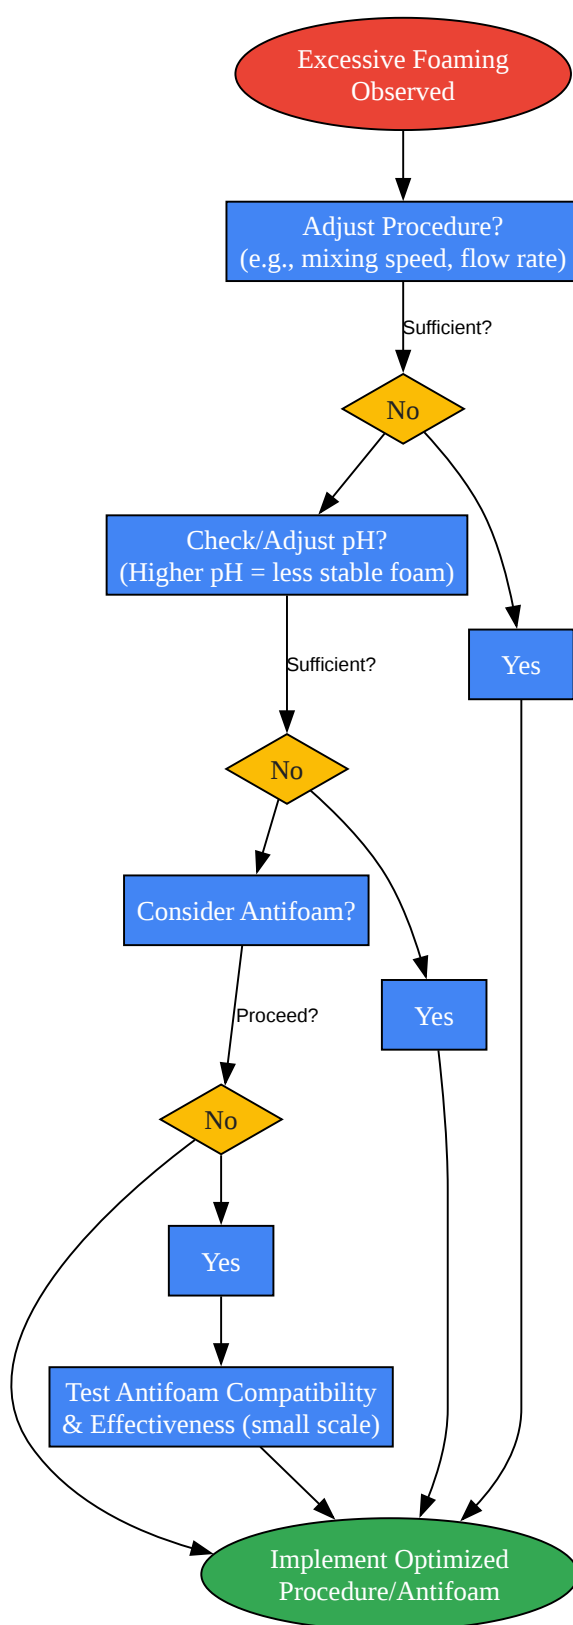 Excessive Foaming
Observed
Adjust Procedure?
(e.g., mixing speed, flow rate)
Sufficient?
No
Check/Adjust pH?
(Higher pH = less stable foam)
Yes
Sufficient?
No
Consider Antifoam?
Yes
Proceed?
No
Yes
Test Antifoam Compatibility
& Effectiveness (small scale)
Implement Optimized
Procedure/Antifoam